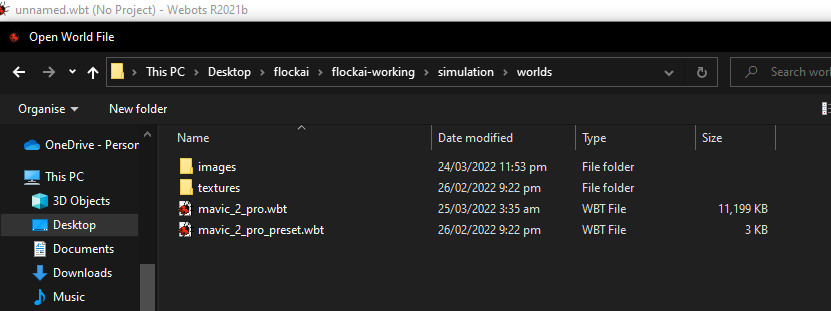 unnamed.wbt (No Project) - Webots R2021b
Open World File
This PC > Desktop > flockai > flockai-working > simulation > worlds
Search wor
Organise New folder
OneDrive - Person
This PC
3D Objects
Desktop
Documents
Downloads
Music
Name Date modified Type Size
images 24/03/2022 11:53 pm File folder
textures 26/02/2022 9:22 pm File folder
mavic_2_pro.wbt 25/03/2022 3:35 am WBT File 11,199 KB
mavic_2_pro_preset.wbt 26/02/2022 9:22 pm WBT File 3 KB